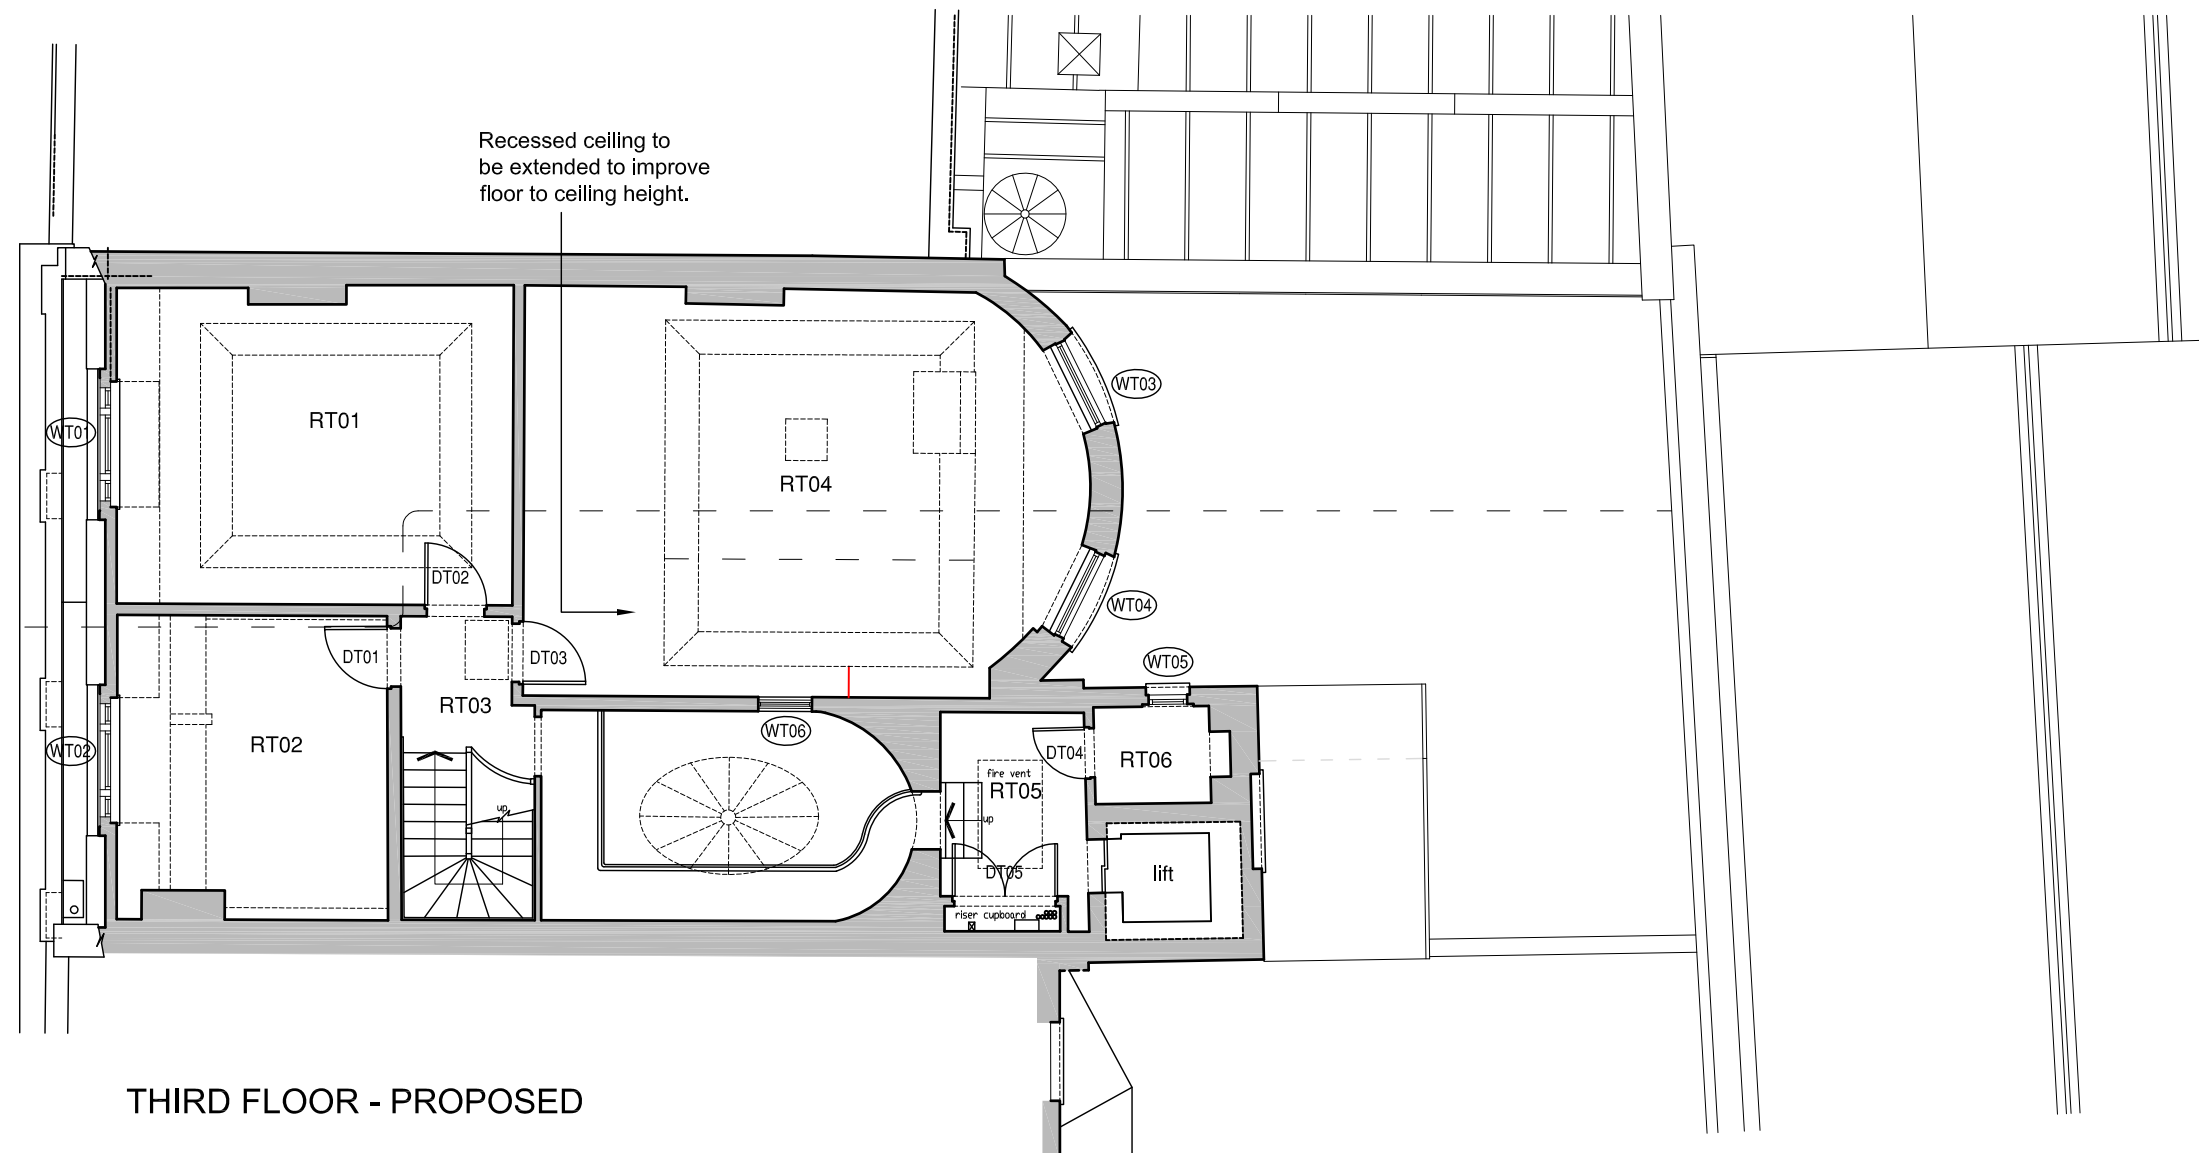 Recessed ceiling to
be extended to improve
floor to ceiling height.
WT03
RT01
WT01
RT04
DT02
WT04
DT01
DT03
WT05
RT03
WT06
RT02
WT02
DT04
RT06
fire vent
RT05
up
up
DT05
lift
riser cupboard
THIRD FLOOR - PROPOSED